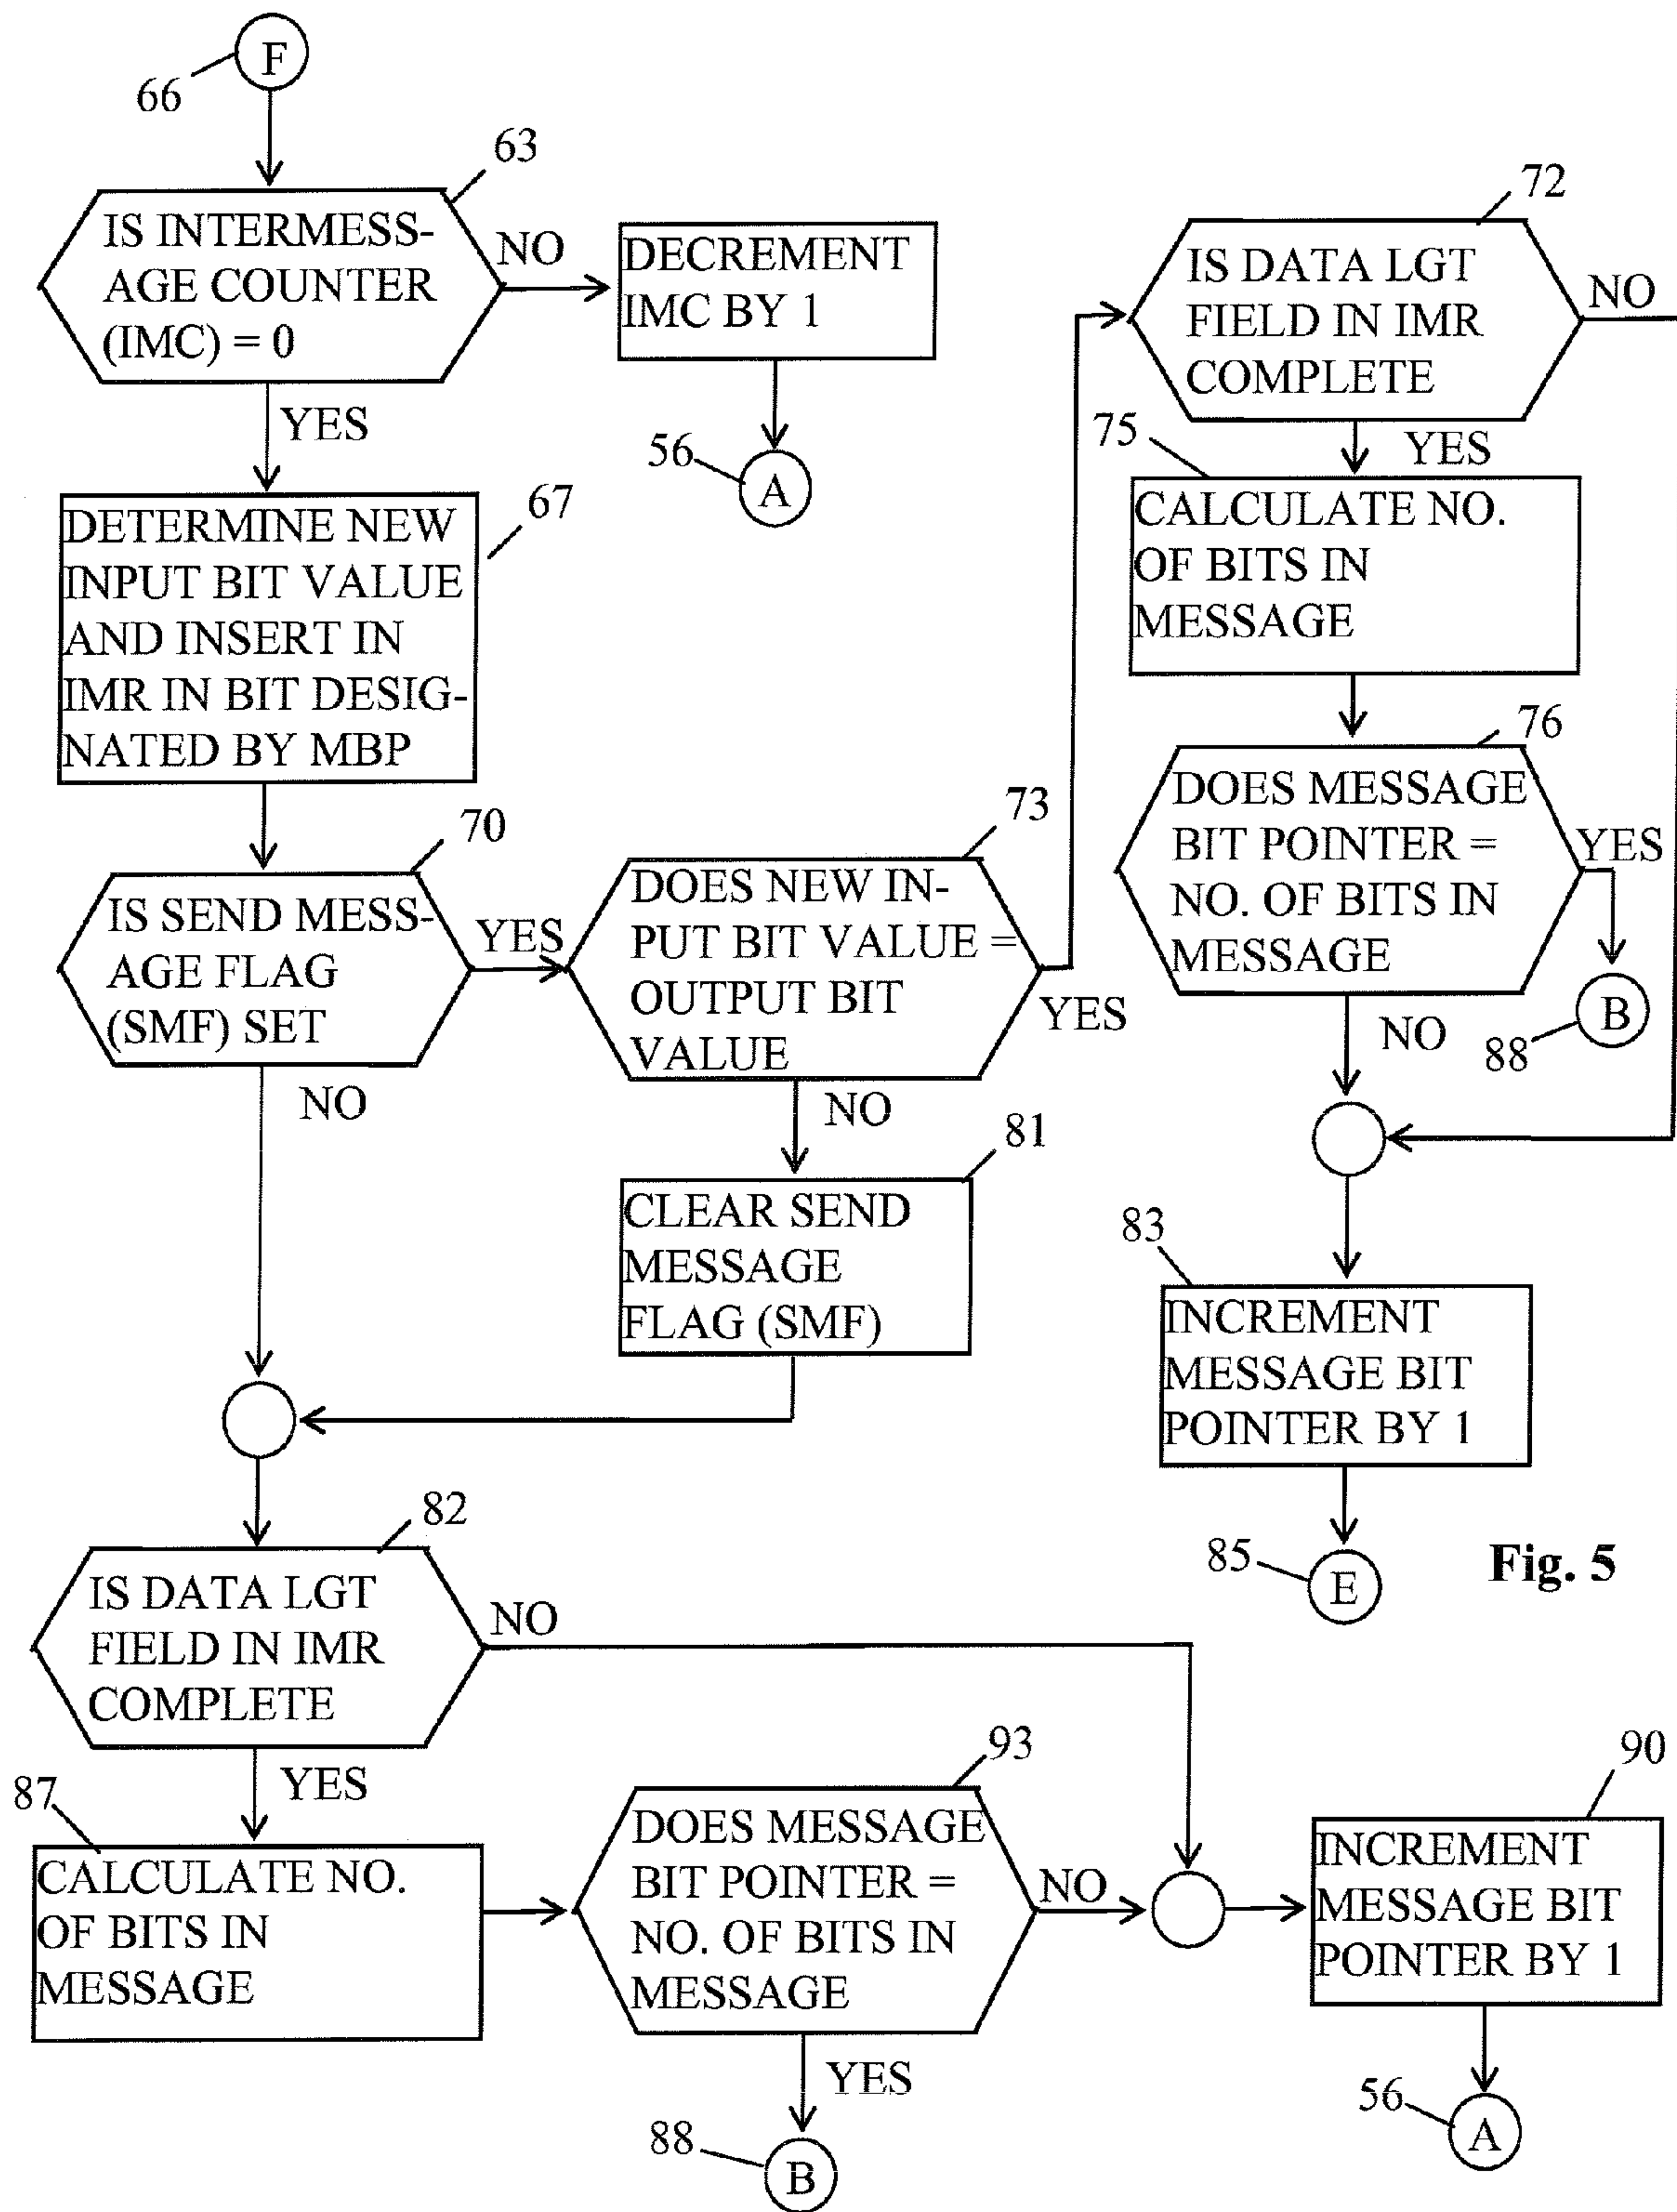 F
66
63
IS INTERMESS-
AGE COUNTER
(IMC) = 0
NO
DECREMENT
IMC BY 1
56
A
YES
67
DETERMINE NEW
INPUT BIT VALUE
AND INSERT IN
IMR IN BIT DESIG-
NATED BY MBP
70
IS SEND MESS-
AGE FLAG
(SMF) SET
YES
NO
73
DOES NEW IN-
PUT BIT VALUE =
OUTPUT BIT
VALUE
YES
NO
81
CLEAR SEND
MESSAGE
FLAG (SMF)
72
IS DATA LGT
FIELD IN IMR
COMPLETE
NO
YES
75
CALCULATE NO.
OF BITS IN
MESSAGE
76
DOES MESSAGE
BIT POINTER =
NO. OF BITS IN
MESSAGE
YES
88
B
NO
83
INCREMENT
MESSAGE BIT
POINTER BY 1
85
E
Fig. 5
82
IS DATA LGT
FIELD IN IMR
COMPLETE
NO
YES
87
CALCULATE NO.
OF BITS IN
MESSAGE
93
DOES MESSAGE
BIT POINTER =
NO. OF BITS IN
MESSAGE
NO
YES
88
B
90
INCREMENT
MESSAGE BIT
POINTER BY 1
56
A